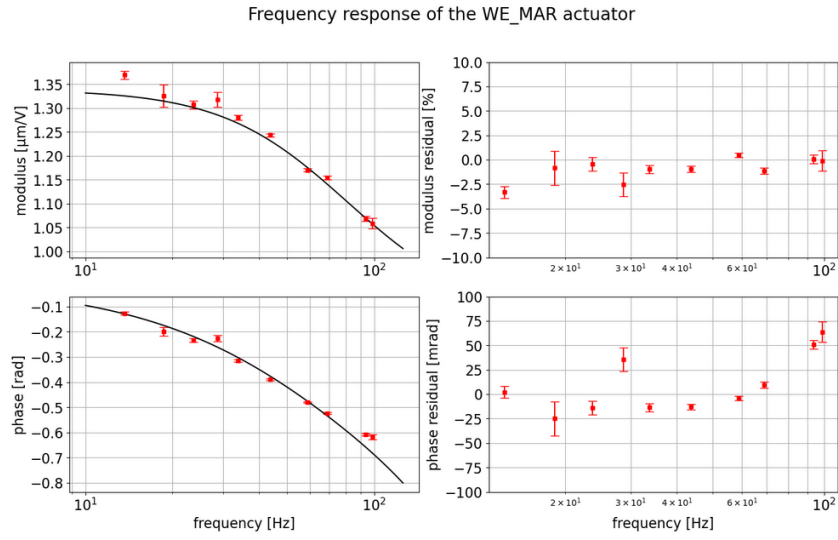 Frequency response of the WE_MAR actuator
modulus [µm/V]
1.35
1.30
1.25
1.20
1.15
1.10
1.05
1.00
10¹
10²
modulus residual [%]
10.0
7.5
5.0
2.5
0.0
−2.5
−5.0
−7.5
−10.0
2 × 10¹
3 × 10¹
4 × 10¹
6 × 10¹
10²
phase [rad]
−0.1
−0.2
−0.3
−0.4
−0.5
−0.6
−0.7
−0.8
10¹
10²
frequency [Hz]
phase residual [mrad]
100
75
50
25
0
−25
−50
−75
−100
2 × 10¹
3 × 10¹
4 × 10¹
6 × 10¹
10²
frequency [Hz]